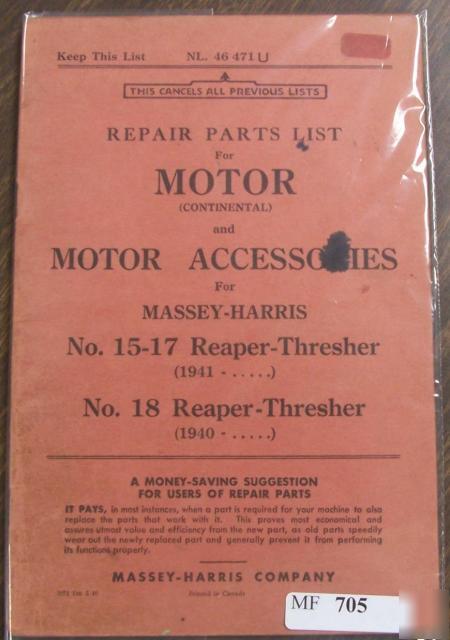 Keep This List NL. 46 471 U
THIS CANCELS ALL PREVIOUS LISTS
REPAIR PARTS LIST
For
MOTOR
(CONTINENTAL)
and
MOTOR ACCESSORIES
For
MASSEY-HARRIS
No. 15-17 Reaper-Thresher
(1941 - .....)
No. 18 Reaper-Thresher
(1940 - .....)
A MONEY-SAVING SUGGESTION
FOR USERS OF REPAIR PARTS
IT PAYS, in most instances, when a part is required for your machine to also
replace the parts that work with it. This proves most economical and
assures utmost value and efficiency from the new part, as old parts speedily
wear out the newly replaced part and generally prevent it from performing
its functions properly.
MASSEY-HARRIS COMPANY
Printed in Canada
MF 705